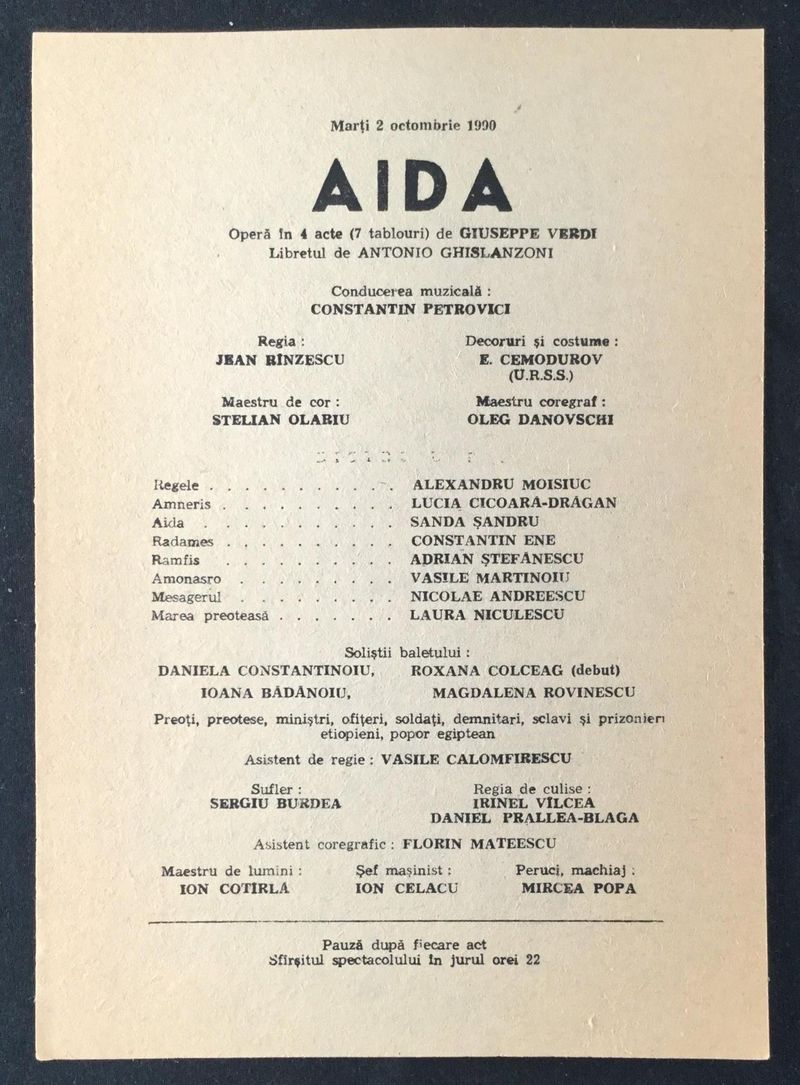 Marți 2 octombrie 1990
AIDA
Operă în 4 acte (7 tablouri) de GIUSEPPE VERDI
Libretul de ANTONIO GHISLANZONI
Conducerea muzicală :
CONSTANTIN PETROVICI
Regia : Decoruri și costume :
JEAN RÎNZESCU E. CEMODUROV
(U.R.S.S.)
Maestru de cor : Maestru coregraf :
STELIAN OLARIU OLEG DANOVSCHI
Regele . . . . . . . . . . . . ALEXANDRU MOISIUC
Amneris . . . . . . . . . . . LUCIA CICOARĂ-DRĂGAN
Aida . . . . . . . . . . . . SANDA ȘANDRU
Radames . . . . . . . . . . . CONSTANTIN ENE
Ramfis . . . . . . . . . . . ADRIAN ȘTEFĂNESCU
Amonasro . . . . . . . . . . VASILE MARTINOIU
Mesagerul . . . . . . . . . . NICOLAE ANDREESCU
Marea preoteasă . . . . . . . LAURA NICULESCU
Soliștii baletului :
DANIELA CONSTANTINOIU, ROXANA COLCEAG (debut)
IOANA BĂDĂNOIU, MAGDALENA ROVINESCU
Preoți, preotese, miniștri, ofițeri, soldați, demnitari, sclavi și prizonieri
etiopieni, popor egiptean
Asistent de regie : VASILE CALOMFIRESCU
Sufler : Regia de culise :
SERGIU BURDEA IRINEL VÎLCEA
DANIEL PRALLEA-BLAGA
Asistent coregrafic : FLORIN MATEESCU
Maestru de lumini : Șef mașinist : Peruci, machiaj :
ION COTÎRLĂ ION CELACU MIRCEA POPA
Pauză după fiecare act
Sfîrșitul spectacolului în jurul orei 22